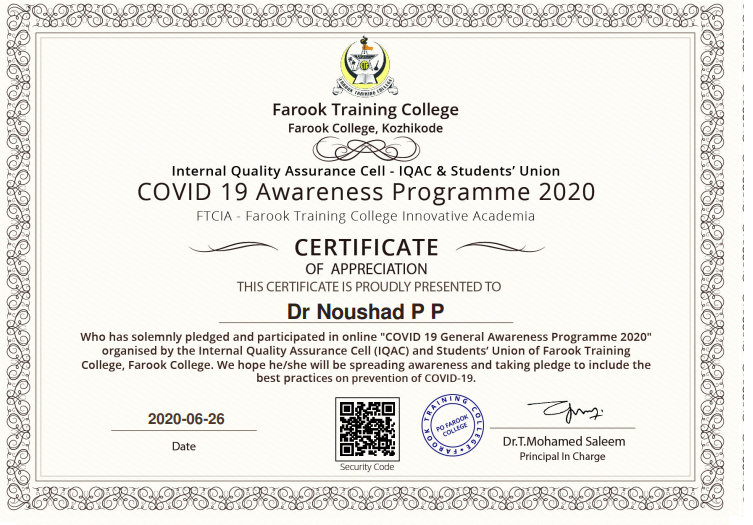 FAROOK TRAINING COLLEGE
Farook Training College
Farook College, Kozhikode
Internal Quality Assurance Cell - IQAC & Students' Union
COVID 19 Awareness Programme 2020
FTCIA - Farook Training College Innovative Academia
CERTIFICATE
OF APPRECIATION
THIS CERTIFICATE IS PROUDLY PRESENTED TO
Dr Noushad P P
Who has solemnly pledged and participated in online "COVID 19 General Awareness Programme 2020"
organised by the Internal Quality Assurance Cell (IQAC) and Students' Union of Farook Training
College, Farook College. We hope he/she will be spreading awareness and taking pledge to include the
best practices on prevention of COVID-19.
2020-06-26
Date
Security Code
FAROOK TRAINING COLLEGE
PO FAROOK
COLLEGE
Dr.T.Mohamed Saleem
Principal In Charge